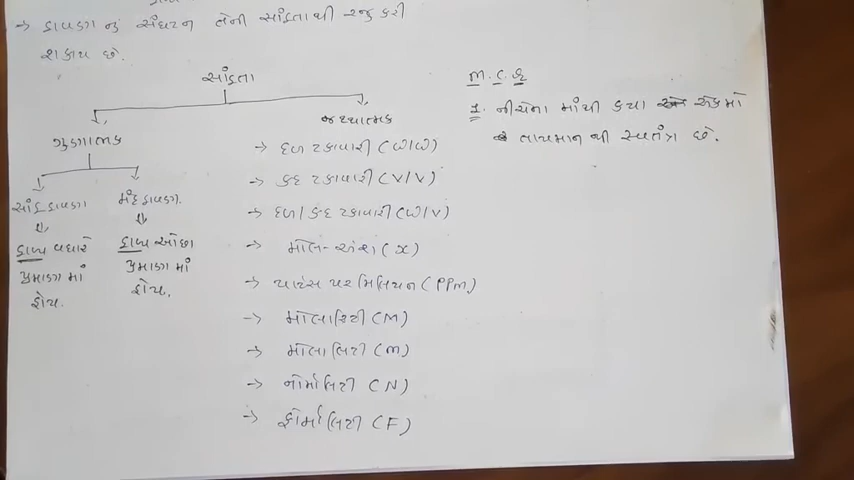 → દ્રાવણ નું સંઘટન તેની સાંદ્રતાથી રજુ કરી
શકાય છે.
સાંદ્રતા
ગુણાત્મક
જથ્થાત્મક
સાંદ્ર દ્રાવણ
મંદ દ્રાવણ.
દ્રાવ્ય વધારે
પ્રમાણ માં
હોય.
દ્રાવ્ય ઓછા
પ્રમાણ માં
હોય.
→ દળ ટકાવારી (W/W)
→ કદ ટકાવારી (V/V)
→ દળ/કદ ટકાવારી (W/V)
→ મોલ-અંશ (x)
→ પાર્ટસ પર મિલિયન (PPm)
→ મોલારિટી (M)
→ મોલાલિટી (m)
→ નોર્માલિટી (N)
→ ફોર્માલિટી (F)
M.C.Q
1. નીચેના માંથી કયા એકમો
તાપમાન થી સ્વતંત્ર છે.